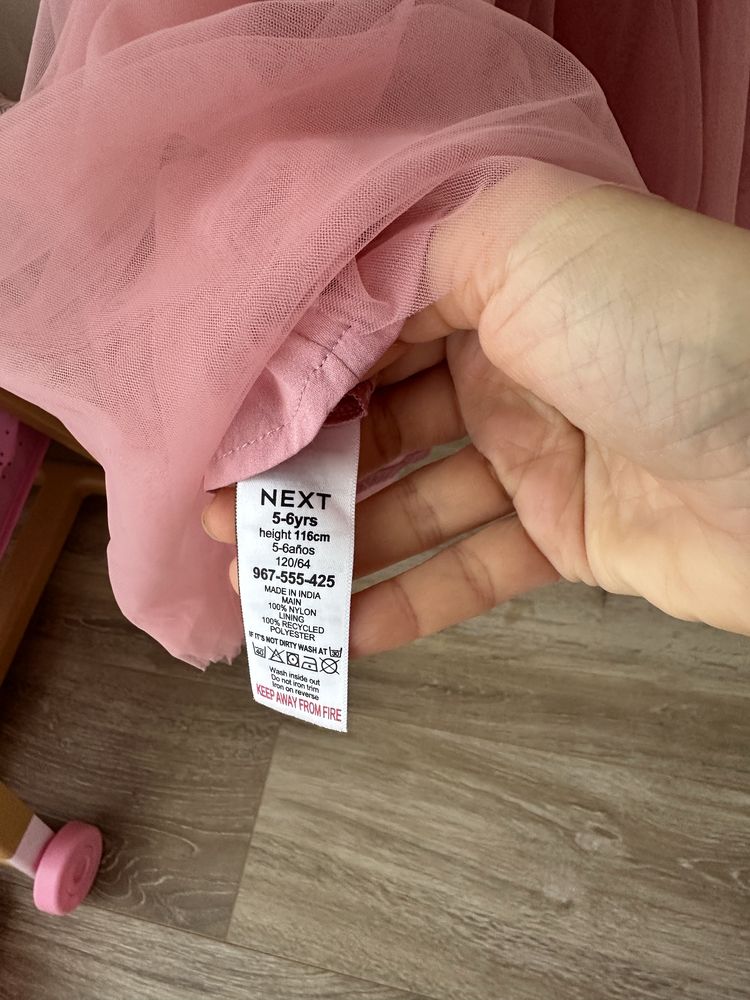 NEXT
5-6yrs
height 116cm
5-6años
120/64
967-555-425
MADE IN INDIA
MAIN
100% NYLON
LINING
100% RECYCLED
POLYESTER
IF IT'S NOT DIRTY WASH AT 30
40
Wash inside out
Do not iron trim
Iron on reverse
KEEP AWAY FROM FIRE